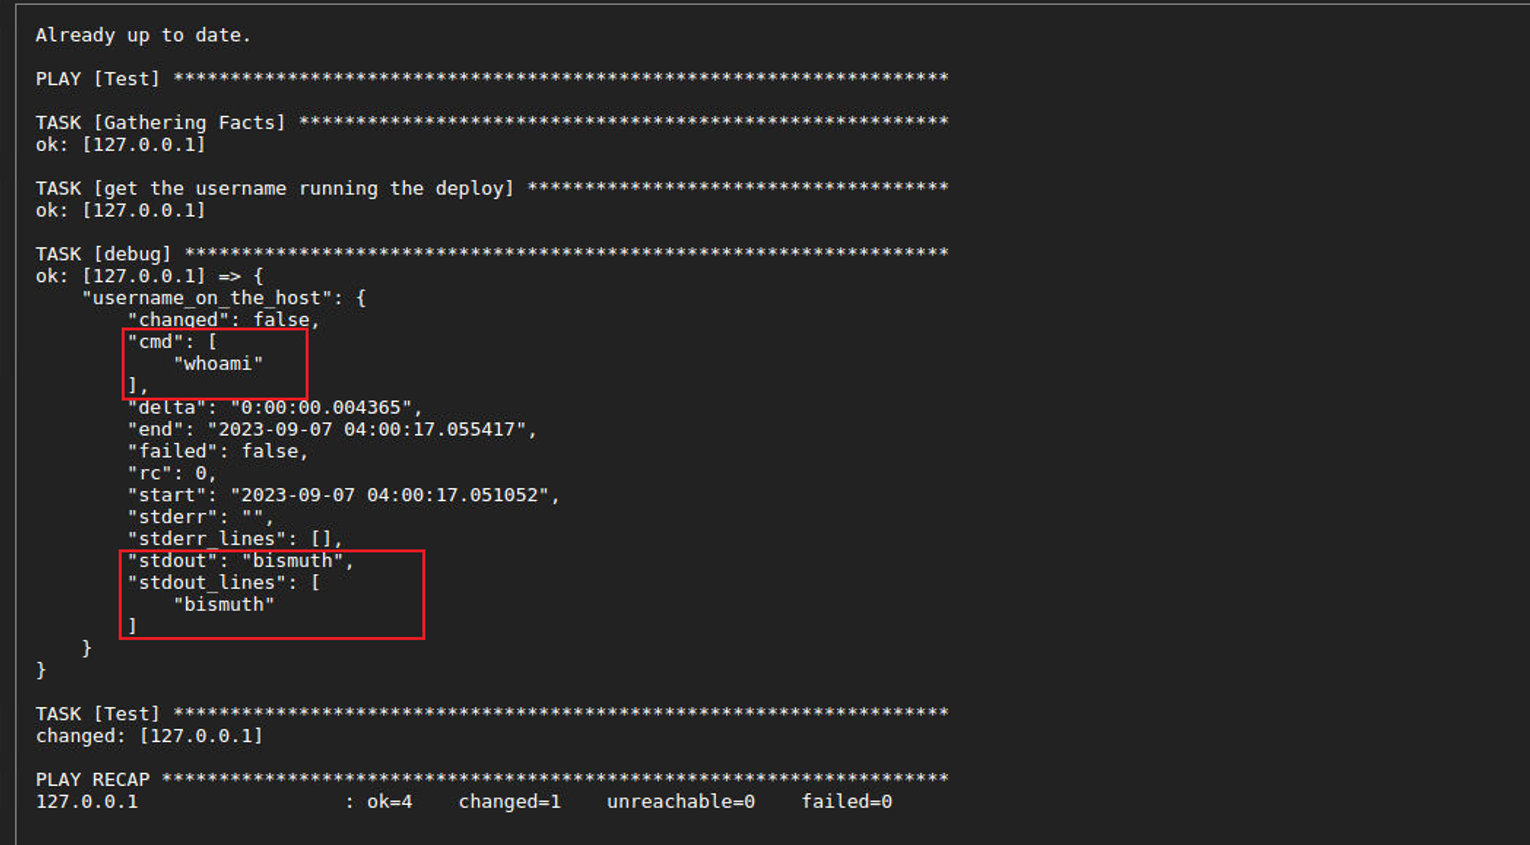 Already up to date.
PLAY [Test] ********************************************************************
TASK [Gathering Facts] *********************************************************
ok: [127.0.0.1]
TASK [get the username running the deploy] *************************************
ok: [127.0.0.1]
TASK [debug] *******************************************************************
ok: [127.0.0.1] => {
    "username_on_the_host": {
        "changed": false,
        "cmd": [
            "whoami"
        ],
        "delta": "0:00:00.004365",
        "end": "2023-09-07 04:00:17.055417",
        "failed": false,
        "rc": 0,
        "start": "2023-09-07 04:00:17.051052",
        "stderr": "",
        "stderr_lines": [],
        "stdout": "bismuth",
        "stdout_lines": [
            "bismuth"
        ]
    }
}
TASK [Test] ********************************************************************
changed: [127.0.0.1]
PLAY RECAP *********************************************************************
127.0.0.1                  : ok=4    changed=1    unreachable=0    failed=0